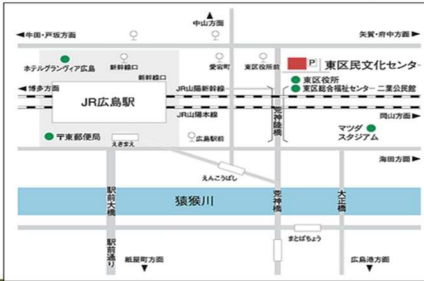 中山方面
◀牛田・戸坂方面
矢賀・府中方面▶
ホテルグランヴィア広島
新幹線口
新幹線口
愛宕町
東区役所前
P
東区民文化センター
東区役所
東区総合福祉センター 二葉公民館
◀博多方面
JR広島駅
JR山陽新幹線
JR山陽本線
岡山方面▶
荒神陸橋
〒東郵便局
えきまえ
広島駅前
マツダ
スタジアム
海田方面▶
えんこうばし
駅前大橋
猿猴川
荒神橋
大正橋
まとばちょう
駅前通り
紙屋町方面
広島港方面